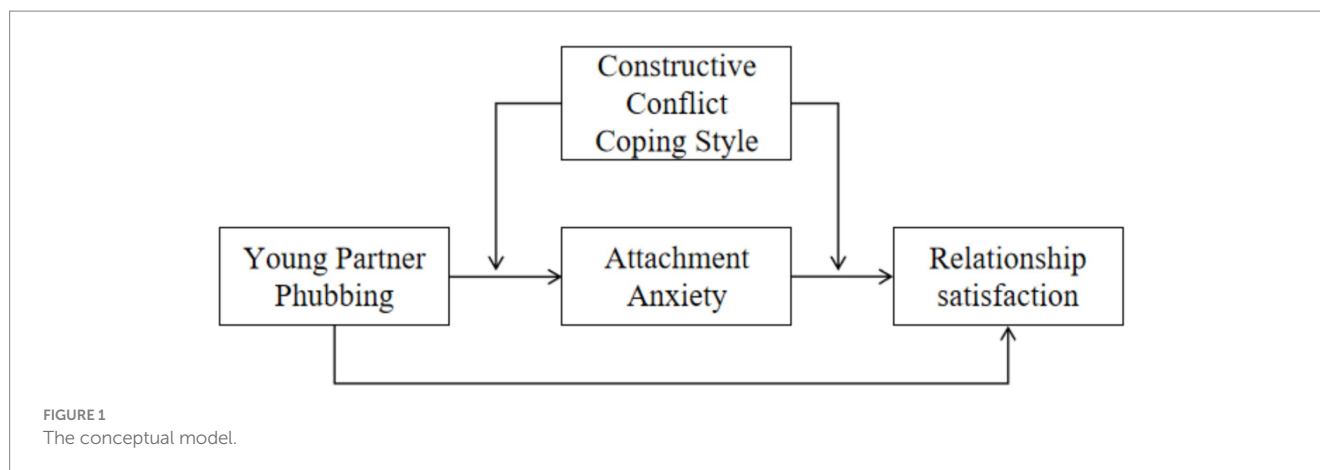 Constructive
Conflict
Coping Style
Young Partner
Phubbing
Attachment
Anxiety
Relationship
satisfaction
FIGURE 1
The conceptual model.